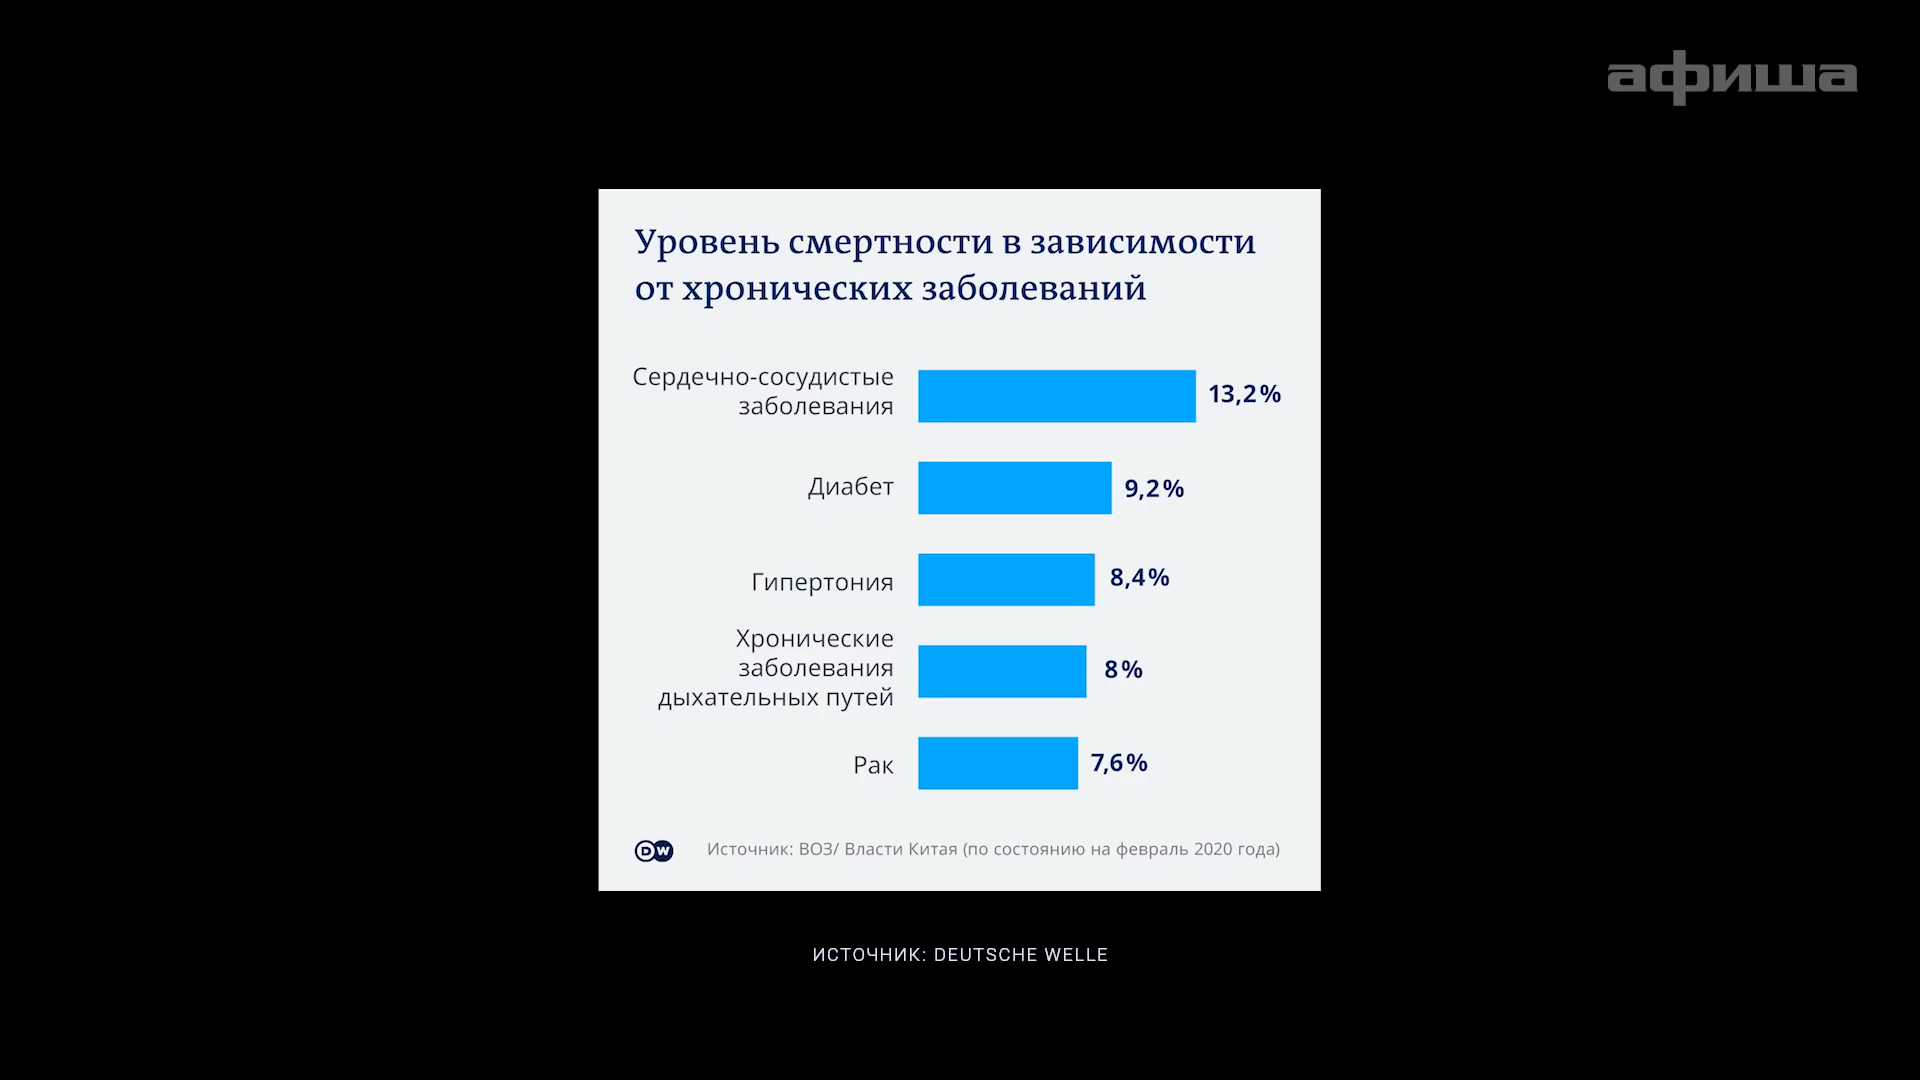 афиша
Уровень смертности в зависимости
от хронических заболеваний
Сердечно-сосудистые
заболевания
13,2%
Диабет
9,2%
Гипертония
8,4%
Хронические
заболевания
дыхательных путей
8%
Рак
7,6%
DW
Источник: ВОЗ/ Власти Китая (по состоянию на февраль 2020 года)
ИСТОЧНИК: DEUTSCHE WELLE